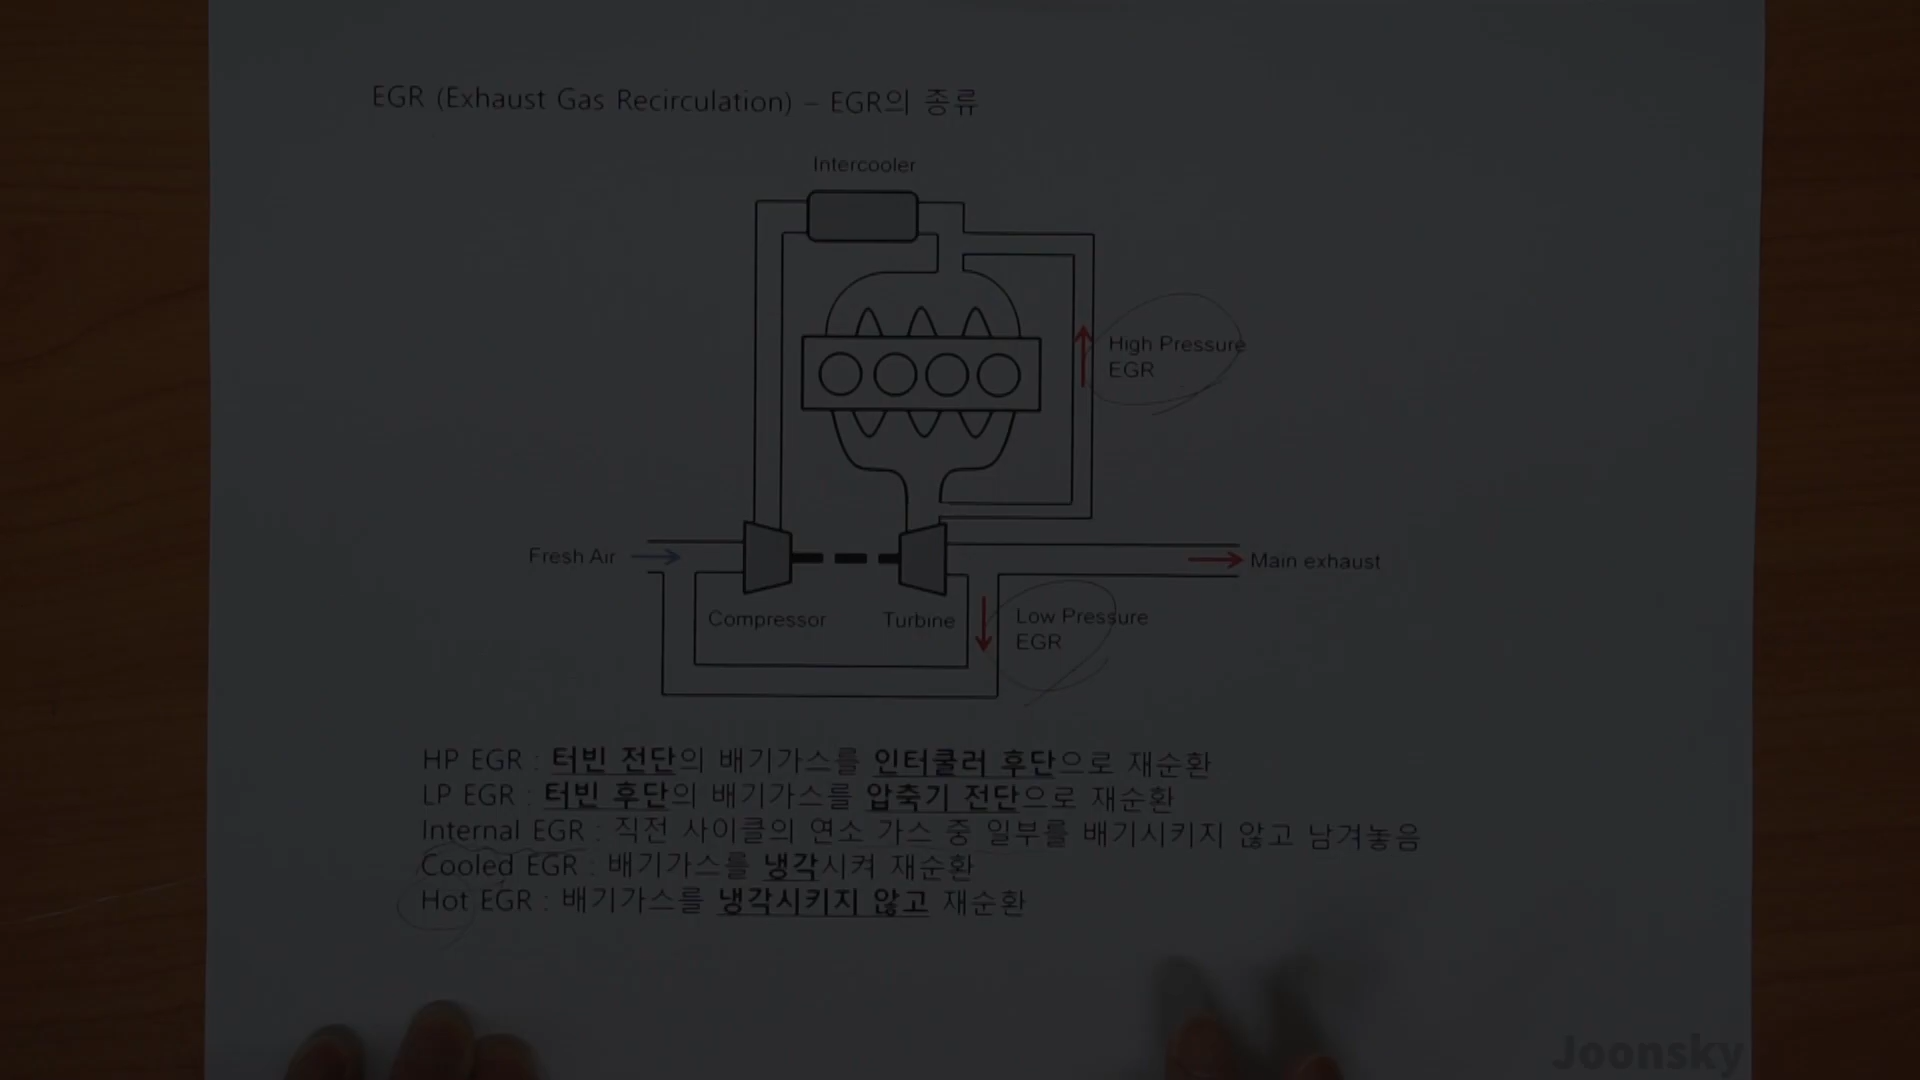 EGR (Exhaust Gas Recirculation) – EGR의 종류
Intercooler
High Pressure
EGR
Fresh Air
Main exhaust
Compressor
Turbine
Low Pressure
EGR
HP EGR : 터빈 전단의 배기가스를 인터쿨러 후단으로 재순환
LP EGR : 터빈 후단의 배기가스를 압축기 전단으로 재순환
Internal EGR : 직전 사이클의 연소 가스 중 일부를 배기시키지 않고 남겨놓음
Cooled EGR : 배기가스를 냉각시켜 재순환
Hot EGR : 배기가스를 냉각시키지 않고 재순환
Joonsky